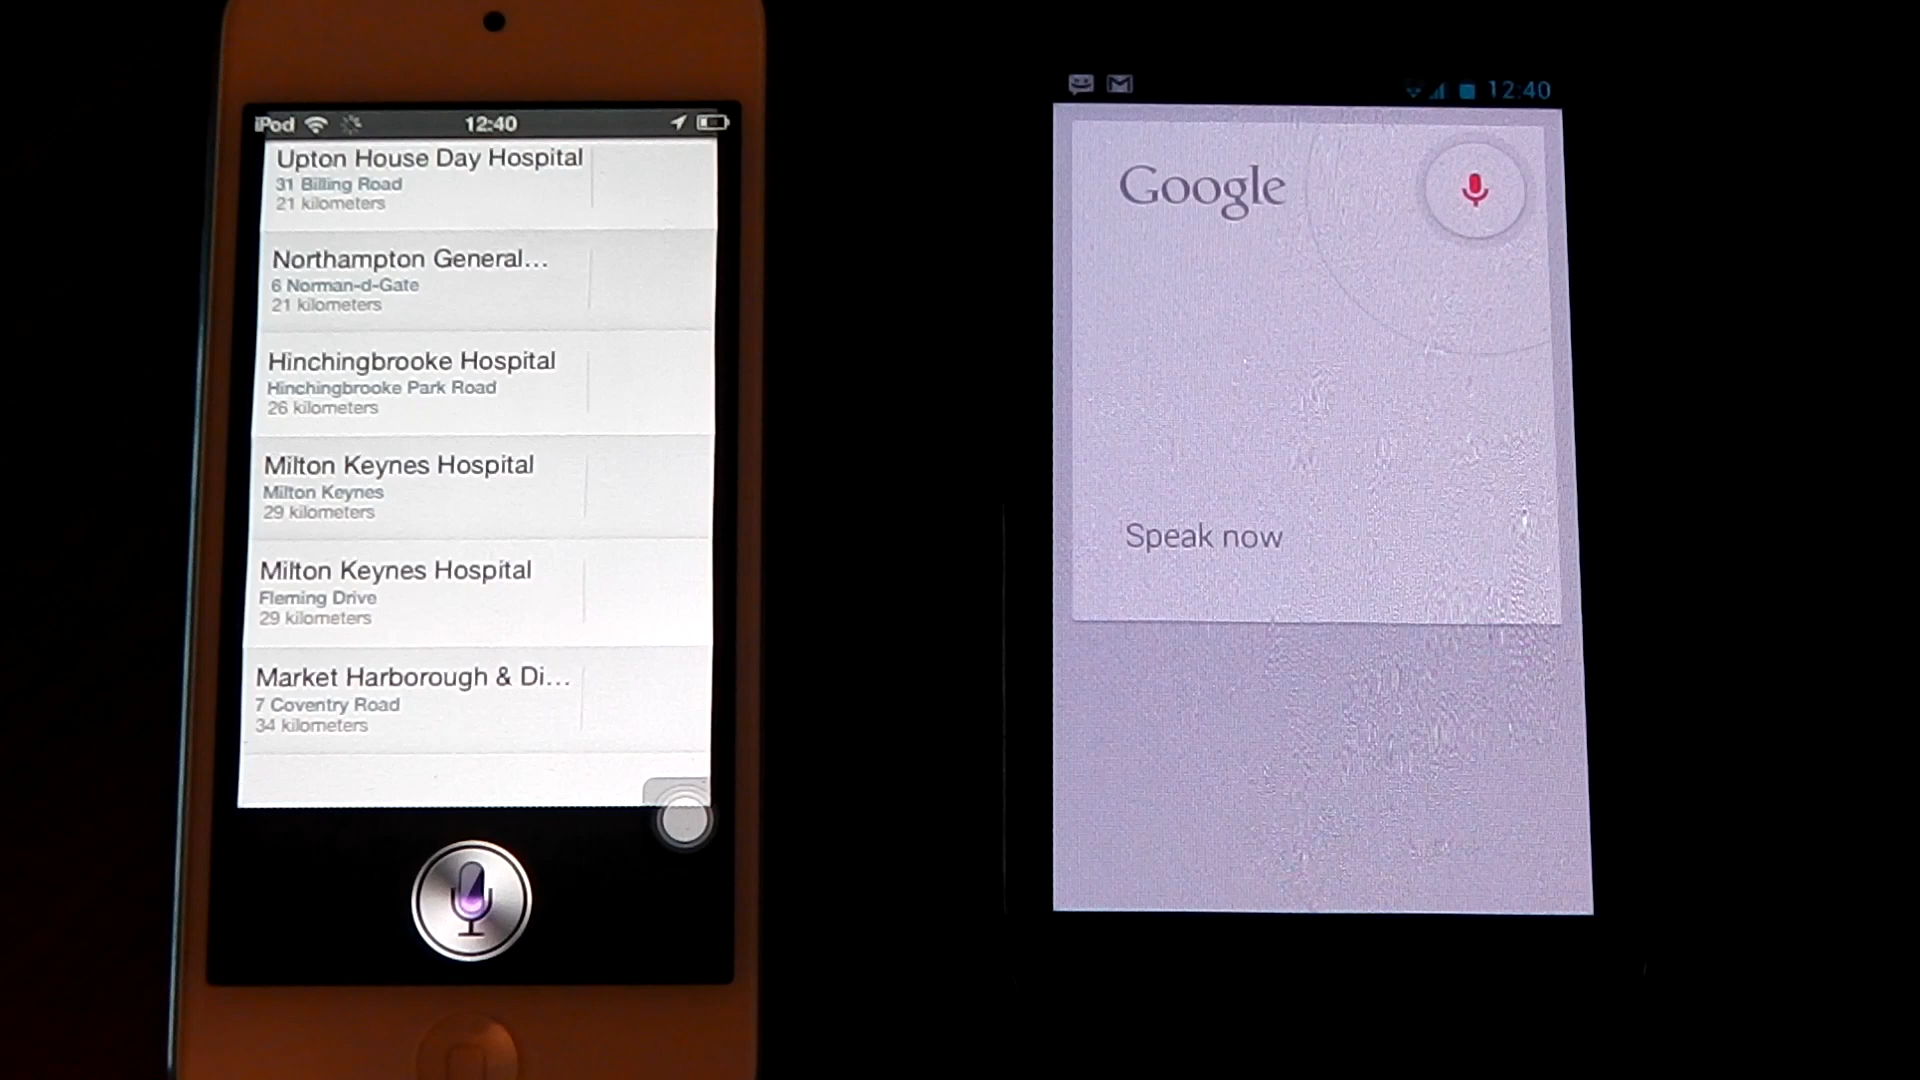 iPod
12:40
Upton House Day Hospital
31 Billing Road
21 kilometers
Northampton General...
6 Norman-d-Gate
21 kilometers
Hinchingbrooke Hospital
Hinchingbrooke Park Road
26 kilometers
Milton Keynes Hospital
Milton Keynes
29 kilometers
Milton Keynes Hospital
Fleming Drive
29 kilometers
Market Harborough & Di...
7 Coventry Road
34 kilometers
12:40
Google
Speak now